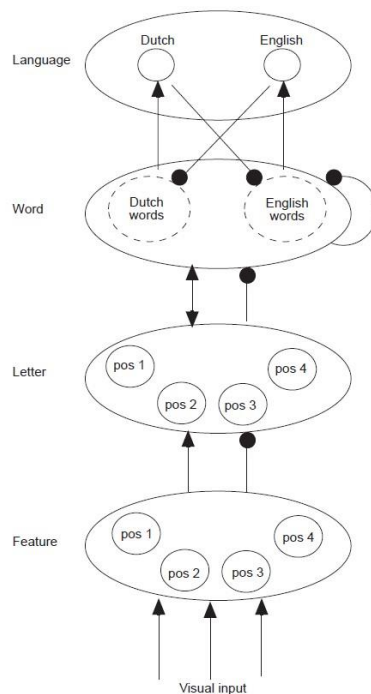 Dutch English
Language
Word
Dutch words
English words
Letter
pos 1
pos 2
pos 3
pos 4
Feature
pos 1
pos 2
pos 3
pos 4
Visual input